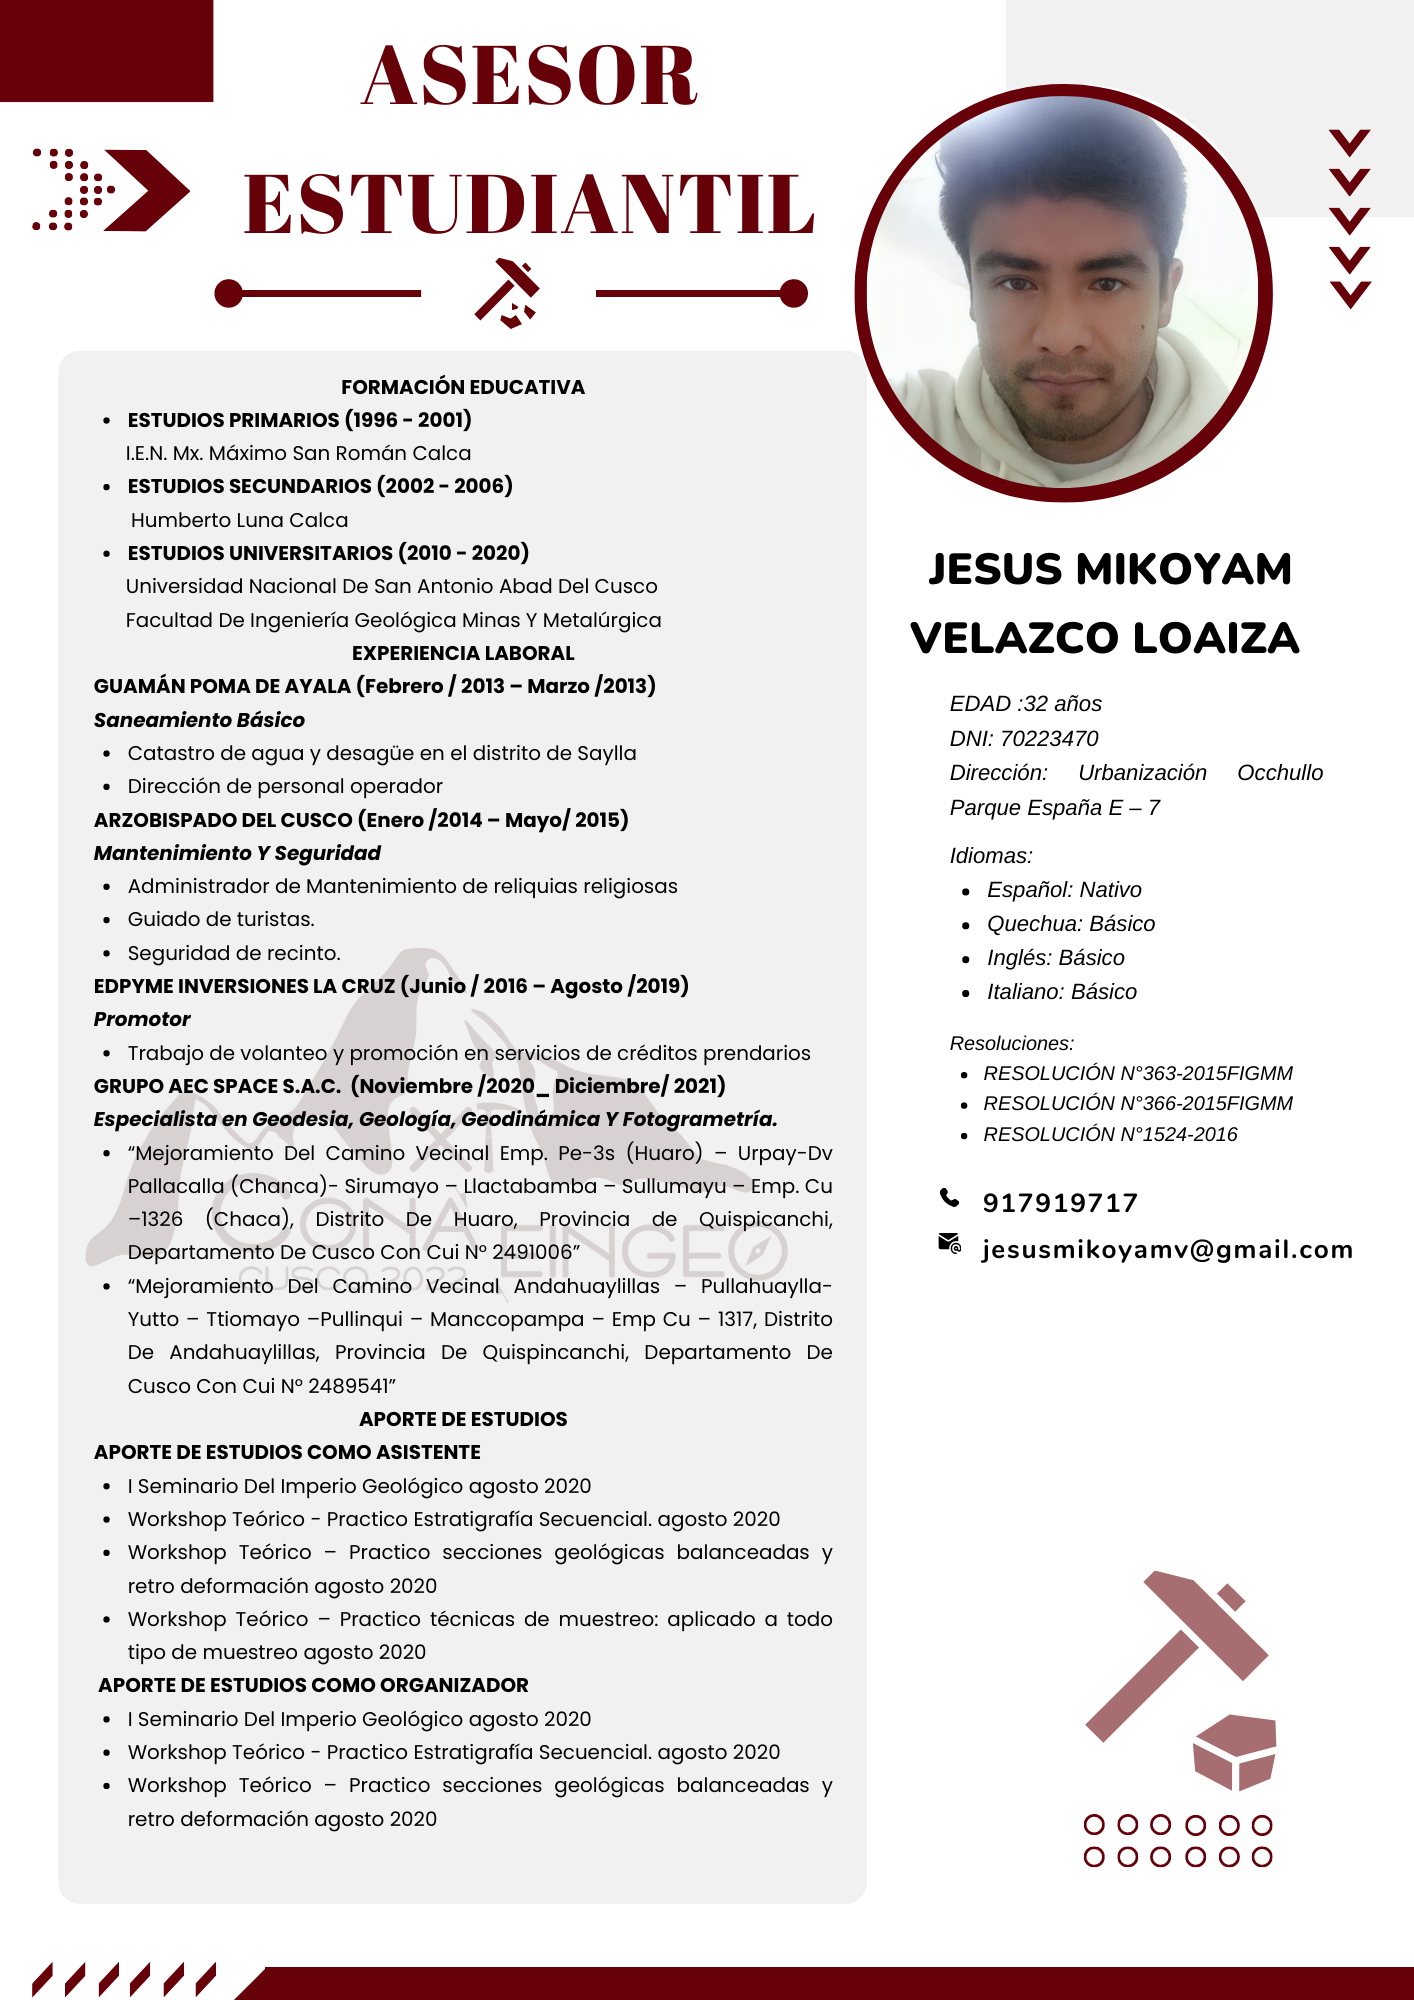 ASESOR
ESTUDIANTIL
FORMACIÓN EDUCATIVA
• ESTUDIOS PRIMARIOS (1996 - 2001)
I.E.N. Mx. Máximo San Román Calca
• ESTUDIOS SECUNDARIOS (2002 - 2006)
Humberto Luna Calca
• ESTUDIOS UNIVERSITARIOS (2010 - 2020)
Universidad Nacional De San Antonio Abad Del Cusco
Facultad De Ingeniería Geológica Minas Y Metalúrgica
EXPERIENCIA LABORAL
GUAMÁN POMA DE AYALA (Febrero / 2013 – Marzo /2013)
Saneamiento Básico
• Catastro de agua y desagüe en el distrito de Saylla
• Dirección de personal operador
ARZOBISPADO DEL CUSCO (Enero /2014 – Mayo/ 2015)
Mantenimiento Y Seguridad
• Administrador de Mantenimiento de reliquias religiosas
• Guiado de turistas.
• Seguridad de recinto.
EDPYME INVERSIONES LA CRUZ (Junio / 2016 – Agosto /2019)
Promotor
• Trabajo de volanteo y promoción en servicios de créditos prendarios
GRUPO AEC SPACE S.A.C. (Noviembre /2020_ Diciembre/ 2021)
Especialista en Geodesia, Geología, Geodinámica Y Fotogrametría.
• “Mejoramiento Del Camino Vecinal Emp. Pe-3s (Huaro) – Urpay-Dv
Pallacalla (Chanca)- Sirumayo – Llactabamba – Sullumayu – Emp. Cu
–1326 (Chaca), Distrito De Huaro, Provincia de Quispicanchi,
Departamento De Cusco Con Cui Nº 2491006”
• “Mejoramiento Del Camino Vecinal Andahuaylillas – Pullahuaylla-
Yutto – Ttiomayo –Pullinqui – Manccopampa – Emp Cu – 1317, Distrito
De Andahuaylillas, Provincia De Quispincanchi, Departamento De
Cusco Con Cui Nº 2489541”
APORTE DE ESTUDIOS
APORTE DE ESTUDIOS COMO ASISTENTE
• I Seminario Del Imperio Geológico agosto 2020
• Workshop Teórico - Practico Estratigrafía Secuencial. agosto 2020
• Workshop Teórico – Practico secciones geológicas balanceadas y
retro deformación agosto 2020
• Workshop Teórico – Practico técnicas de muestreo: aplicado a todo
tipo de muestreo agosto 2020
APORTE DE ESTUDIOS COMO ORGANIZADOR
• I Seminario Del Imperio Geológico agosto 2020
• Workshop Teórico - Practico Estratigrafía Secuencial. agosto 2020
• Workshop Teórico – Practico secciones geológicas balanceadas y
retro deformación agosto 2020
XI
CONA EINGEO
CUSCO 2022
JESUS MIKOYAM
VELAZCO LOAIZA
EDAD :32 años
DNI: 70223470
Dirección: Urbanización Occhullo
Parque España E – 7
Idiomas:
• Español: Nativo
• Quechua: Básico
• Inglés: Básico
• Italiano: Básico
Resoluciones:
• RESOLUCIÓN N°363-2015FIGMM
• RESOLUCIÓN N°366-2015FIGMM
• RESOLUCIÓN N°1524-2016
917919717
jesusmikoyamv@gmail.com